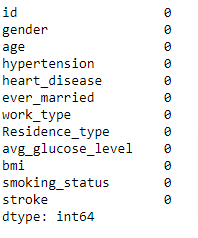 id 0
gender 0
age 0
hypertension 0
heart_disease 0
ever_married 0
work_type 0
Residence_type 0
avg_glucose_level 0
bmi 0
smoking_status 0
stroke 0
dtype: int64